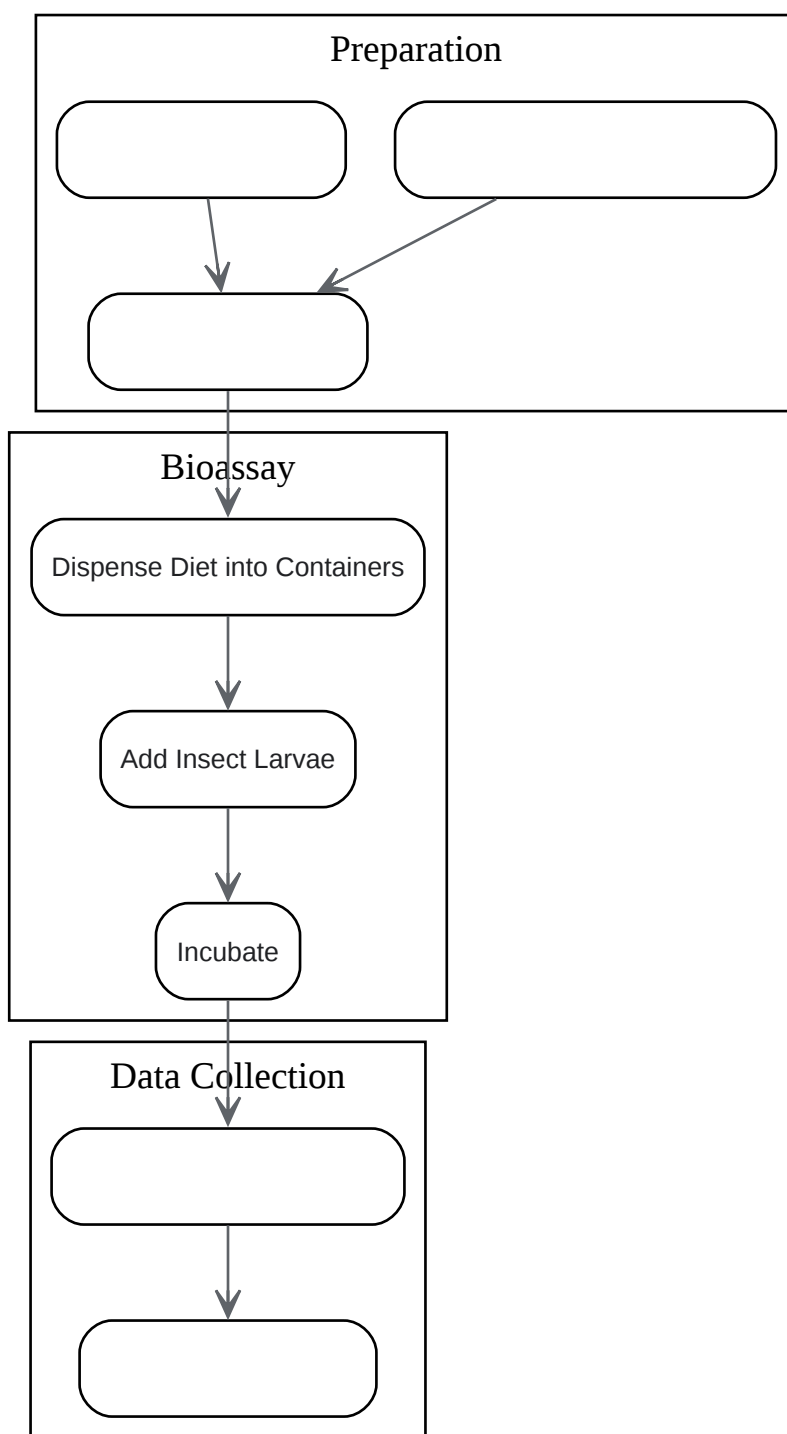 Preparation
Bioassay
Dispense Diet into Containers
Add Insect Larvae
Incubate
Data Collection